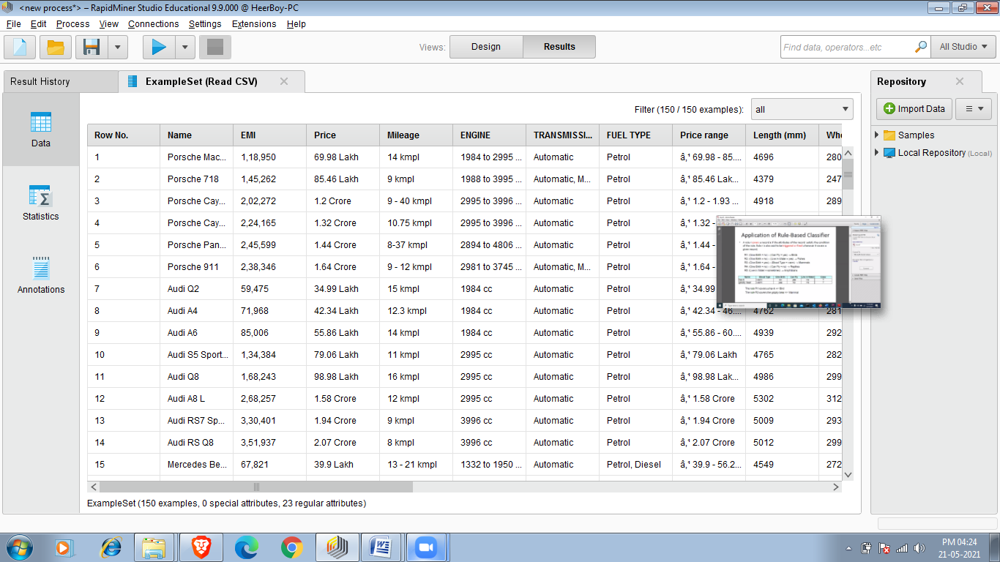 <new process*> – RapidMiner Studio Educational 9.9.000 @ HeerBoy-PC
File Edit Process View Connections Settings Extensions Help
Views: Design Results
Find data, operators...etc All Studio
Result History ExampleSet (Read CSV)
Repository
Data
Statistics
Annotations
Filter (150 / 150 examples): all
Import Data
Samples
Local Repository (Local)
Row No. Name EMI Price Mileage ENGINE TRANSMISSI... FUEL TYPE Price range Length (mm) Whe
1 Porsche Mac... 1,18,950 69.98 Lakh 14 kmpl 1984 to 2995 ... Automatic Petrol â‚¹ 69.98 - 85.... 4696 280
2 Porsche 718 1,45,262 85.46 Lakh 9 kmpl 1988 to 3995 ... Automatic, M... Petrol â‚¹ 85.46 Lak... 4379 247
3 Porsche Cay... 2,02,272 1.2 Crore 9 - 40 kmpl 2995 to 3996 ... Automatic Petrol â‚¹ 1.2 - 1.93 ... 4918 289
4 Porsche Cay... 2,24,165 1.32 Crore 10.75 kmpl 2995 to 3996 ... Automatic Petrol â‚¹ 1.32 -
5 Porsche Pan... 2,45,599 1.44 Crore 8-37 kmpl 2894 to 4806 ... Automatic Petrol â‚¹ 1.44 -
6 Porsche 911 2,38,346 1.64 Crore 9 - 12 kmpl 2981 to 3745 ... Automatic, M... Petrol â‚¹ 1.64 -
7 Audi Q2 59,475 34.99 Lakh 15 kmpl 1984 cc Automatic Petrol â‚¹ 34.99
8 Audi A4 71,968 42.34 Lakh 12.3 kmpl 1984 cc Automatic Petrol â‚¹ 42.34 - 46.... 4762 281
9 Audi A6 85,006 55.86 Lakh 14 kmpl 1984 cc Automatic Petrol â‚¹ 55.86 - 60.... 4939 292
10 Audi S5 Sport... 1,34,384 79.06 Lakh 11 kmpl 2995 cc Automatic Petrol â‚¹ 79.06 Lakh 4765 282
11 Audi Q8 1,68,243 98.98 Lakh 16 kmpl 2995 cc Automatic Petrol â‚¹ 98.98 Lak... 4986 299
12 Audi A8 L 2,68,257 1.58 Crore 12 kmpl 2995 cc Automatic Petrol â‚¹ 1.58 Crore 5302 312
13 Audi RS7 Sp... 3,30,401 1.94 Crore 9 kmpl 3996 cc Automatic Petrol â‚¹ 1.94 Crore 5009 293
14 Audi RS Q8 3,51,937 2.07 Crore 8 kmpl 3996 cc Automatic Petrol â‚¹ 2.07 Crore 5012 299
15 Mercedes Be... 67,821 39.9 Lakh 13 - 21 kmpl 1332 to 1950 ... Automatic Petrol, Diesel â‚¹ 39.9 - 56.2... 4549 272
Application of Rule-Based Classifier
ExampleSet (150 examples, 0 special attributes, 23 regular attributes)
PM 04:24
21-05-2021